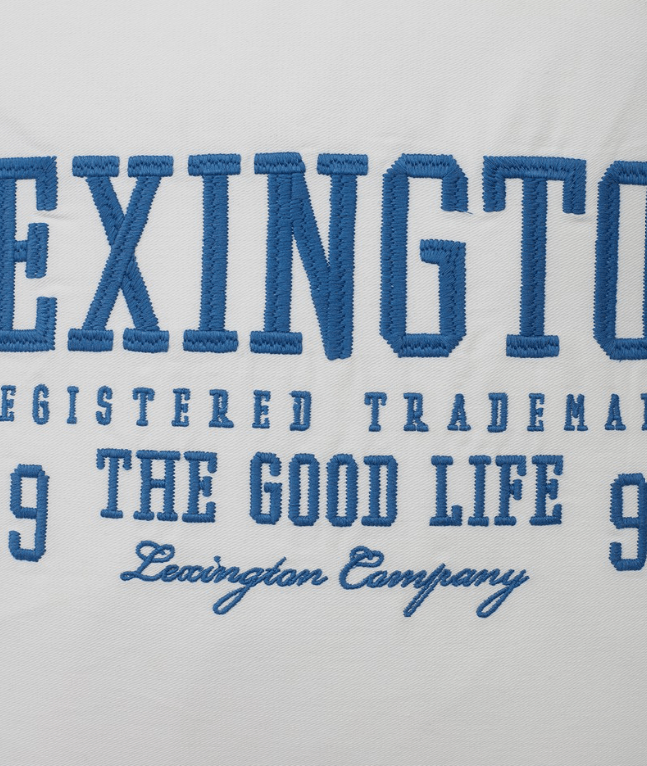 EXINGTO
EGISTERED TRADEMA
9 THE GOOD LIFE 9
Lexington Company